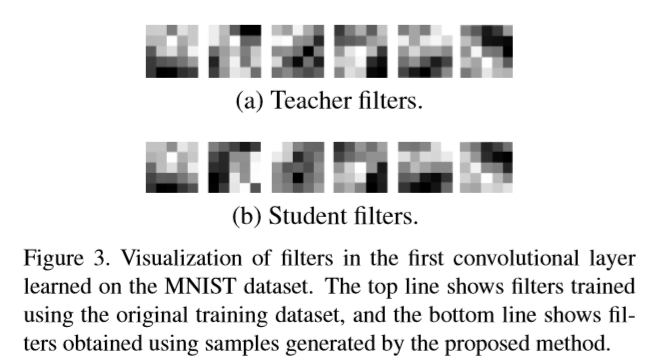 (a) Teacher filters.
(b) Student filters.
Figure 3. Visualization of filters in the first convolutional layer
learned on the MNIST dataset. The top line shows filters trained
using the original training dataset, and the bottom line shows fil-
ters obtained using samples generated by the proposed method.